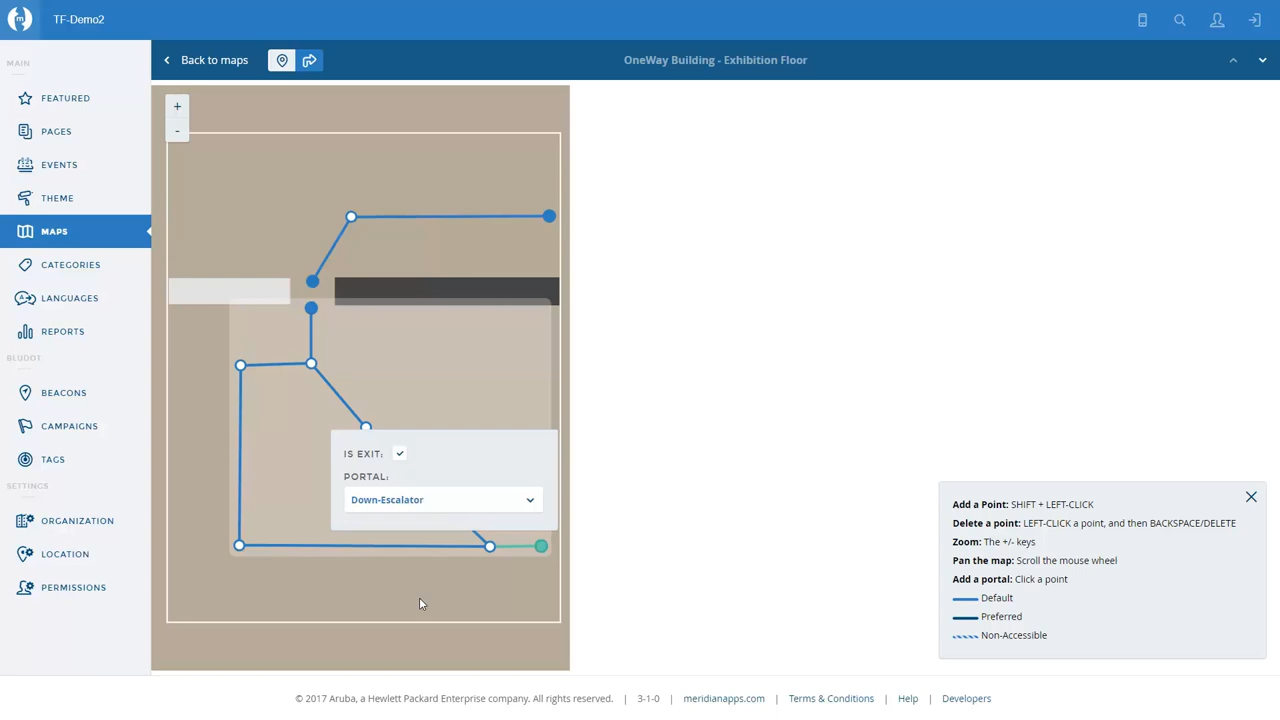 TF-Demo2
Back to maps
OneWay Building - Exhibition Floor
MAIN
FEATURED
PAGES
EVENTS
THEME
MAPS
CATEGORIES
LANGUAGES
REPORTS
BLUDOT
BEACONS
CAMPAIGNS
TAGS
SETTINGS
ORGANIZATION
LOCATION
PERMISSIONS
+
-
IS EXIT:
PORTAL:
Down-Escalator
Add a Point: SHIFT + LEFT-CLICK
Delete a point: LEFT-CLICK a point, and then BACKSPACE/DELETE
Zoom: The +/- keys
Pan the map: Scroll the mouse wheel
Add a portal: Click a point
Default
Preferred
Non-Accessible
© 2017 Aruba, a Hewlett Packard Enterprise company. All rights reserved. | 3-1-0 | meridianapps.com | Terms & Conditions | Help | Developers